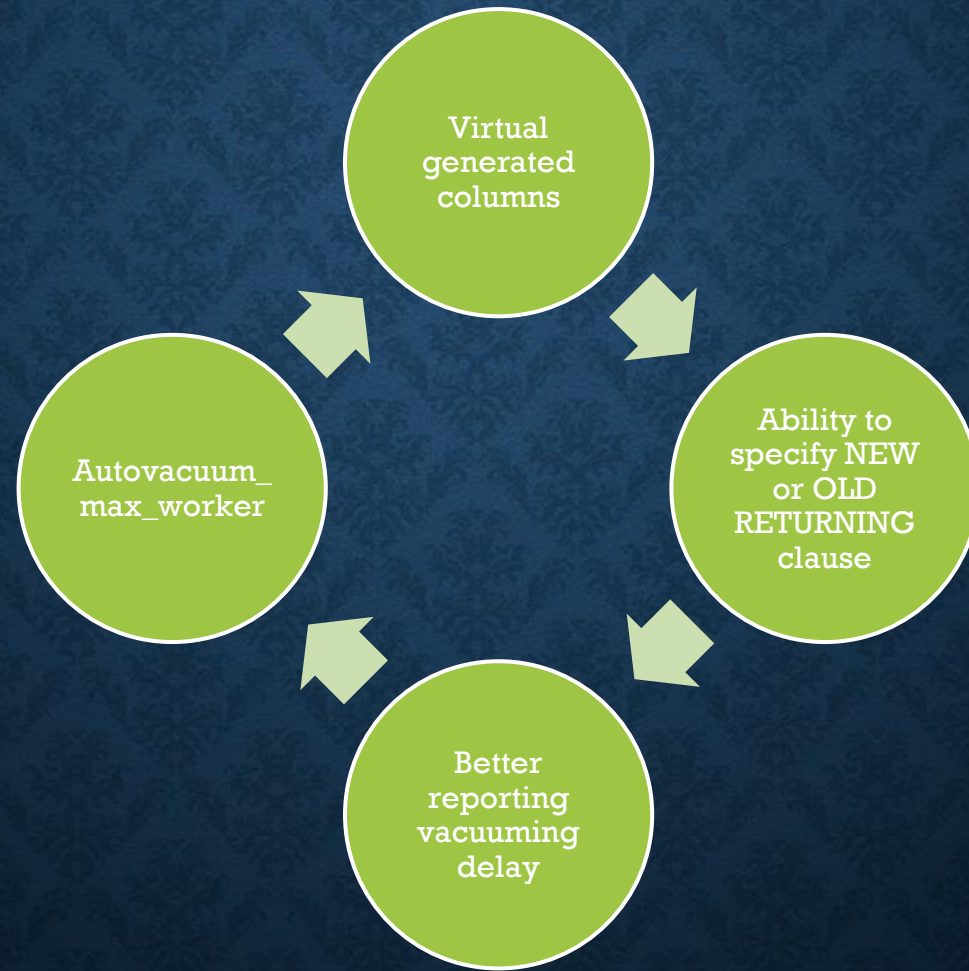 Virtual
generated
columns
Ability to
specify NEW
or OLD
RETURNING
clause
Better
reporting
vacuuming
delay
Autovacuum_
max_worker